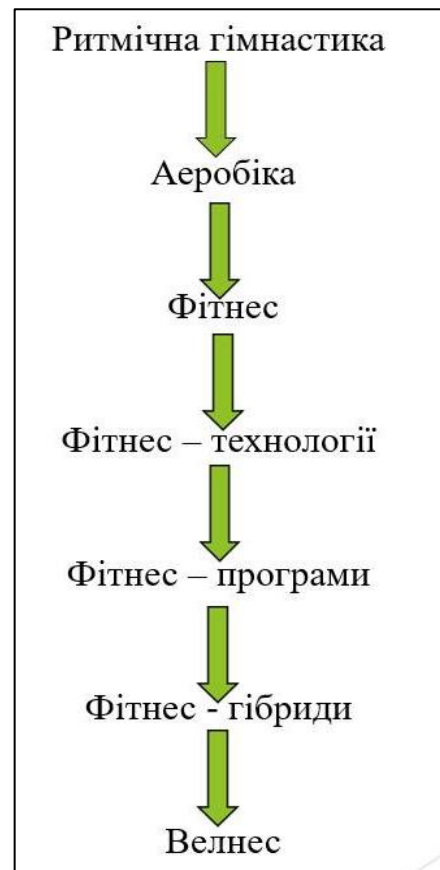 Ритмічна гімнастика
Аеробіка
Фітнес
Фітнес – технології
Фітнес – програми
Фітнес - гібриди
Велнес